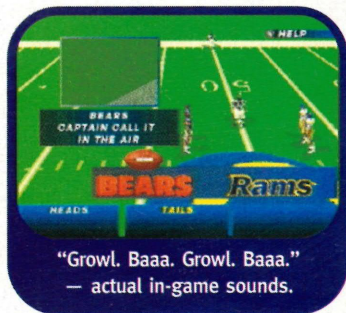 HELP
BEARS
CAPTAIN CALL IT
IN THE AIR
BEARS Rams
HEADS TAILS
"Growl. Baaa. Growl. Baaa."
— actual in-game sounds.